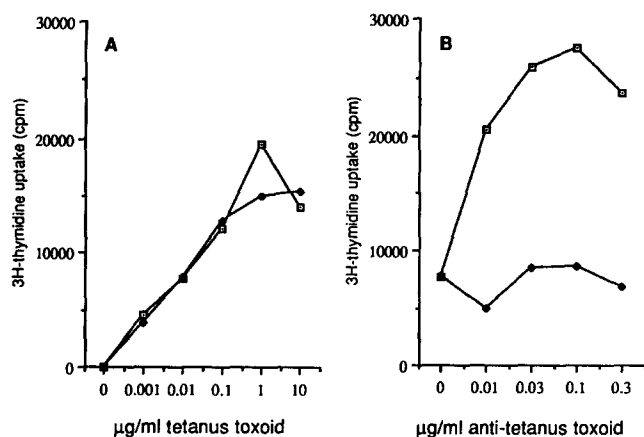 A
3H-thymidine uptake (cpm)
30000
20000
10000
0
0 0.001 0.01 0.1 1 10
μg/ml tetanus toxoid
B
3H-thymidine uptake (cpm)
30000
20000
10000
0
0 0.01 0.03 0.1 0.3
μg/ml anti-tetanus toxoid